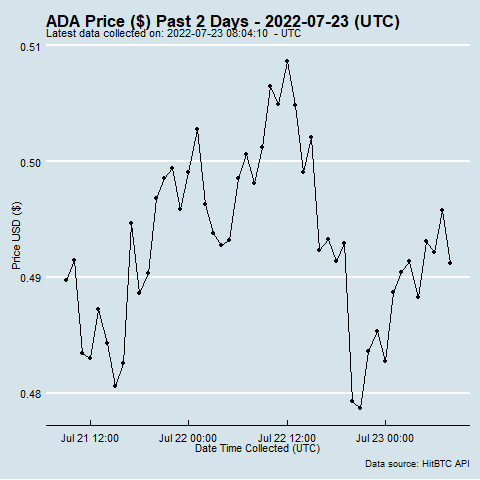 ADA Price ($) Past 2 Days - 2022-07-23 (UTC)
Latest data collected on: 2022-07-23 08:04:10  - UTC
0.51
0.50
0.49
0.48
Price USD ($)
Jul 21 12:00 Jul 22 00:00 Jul 22 12:00 Jul 23 00:00
Date Time Collected (UTC)
Data source: HitBTC API